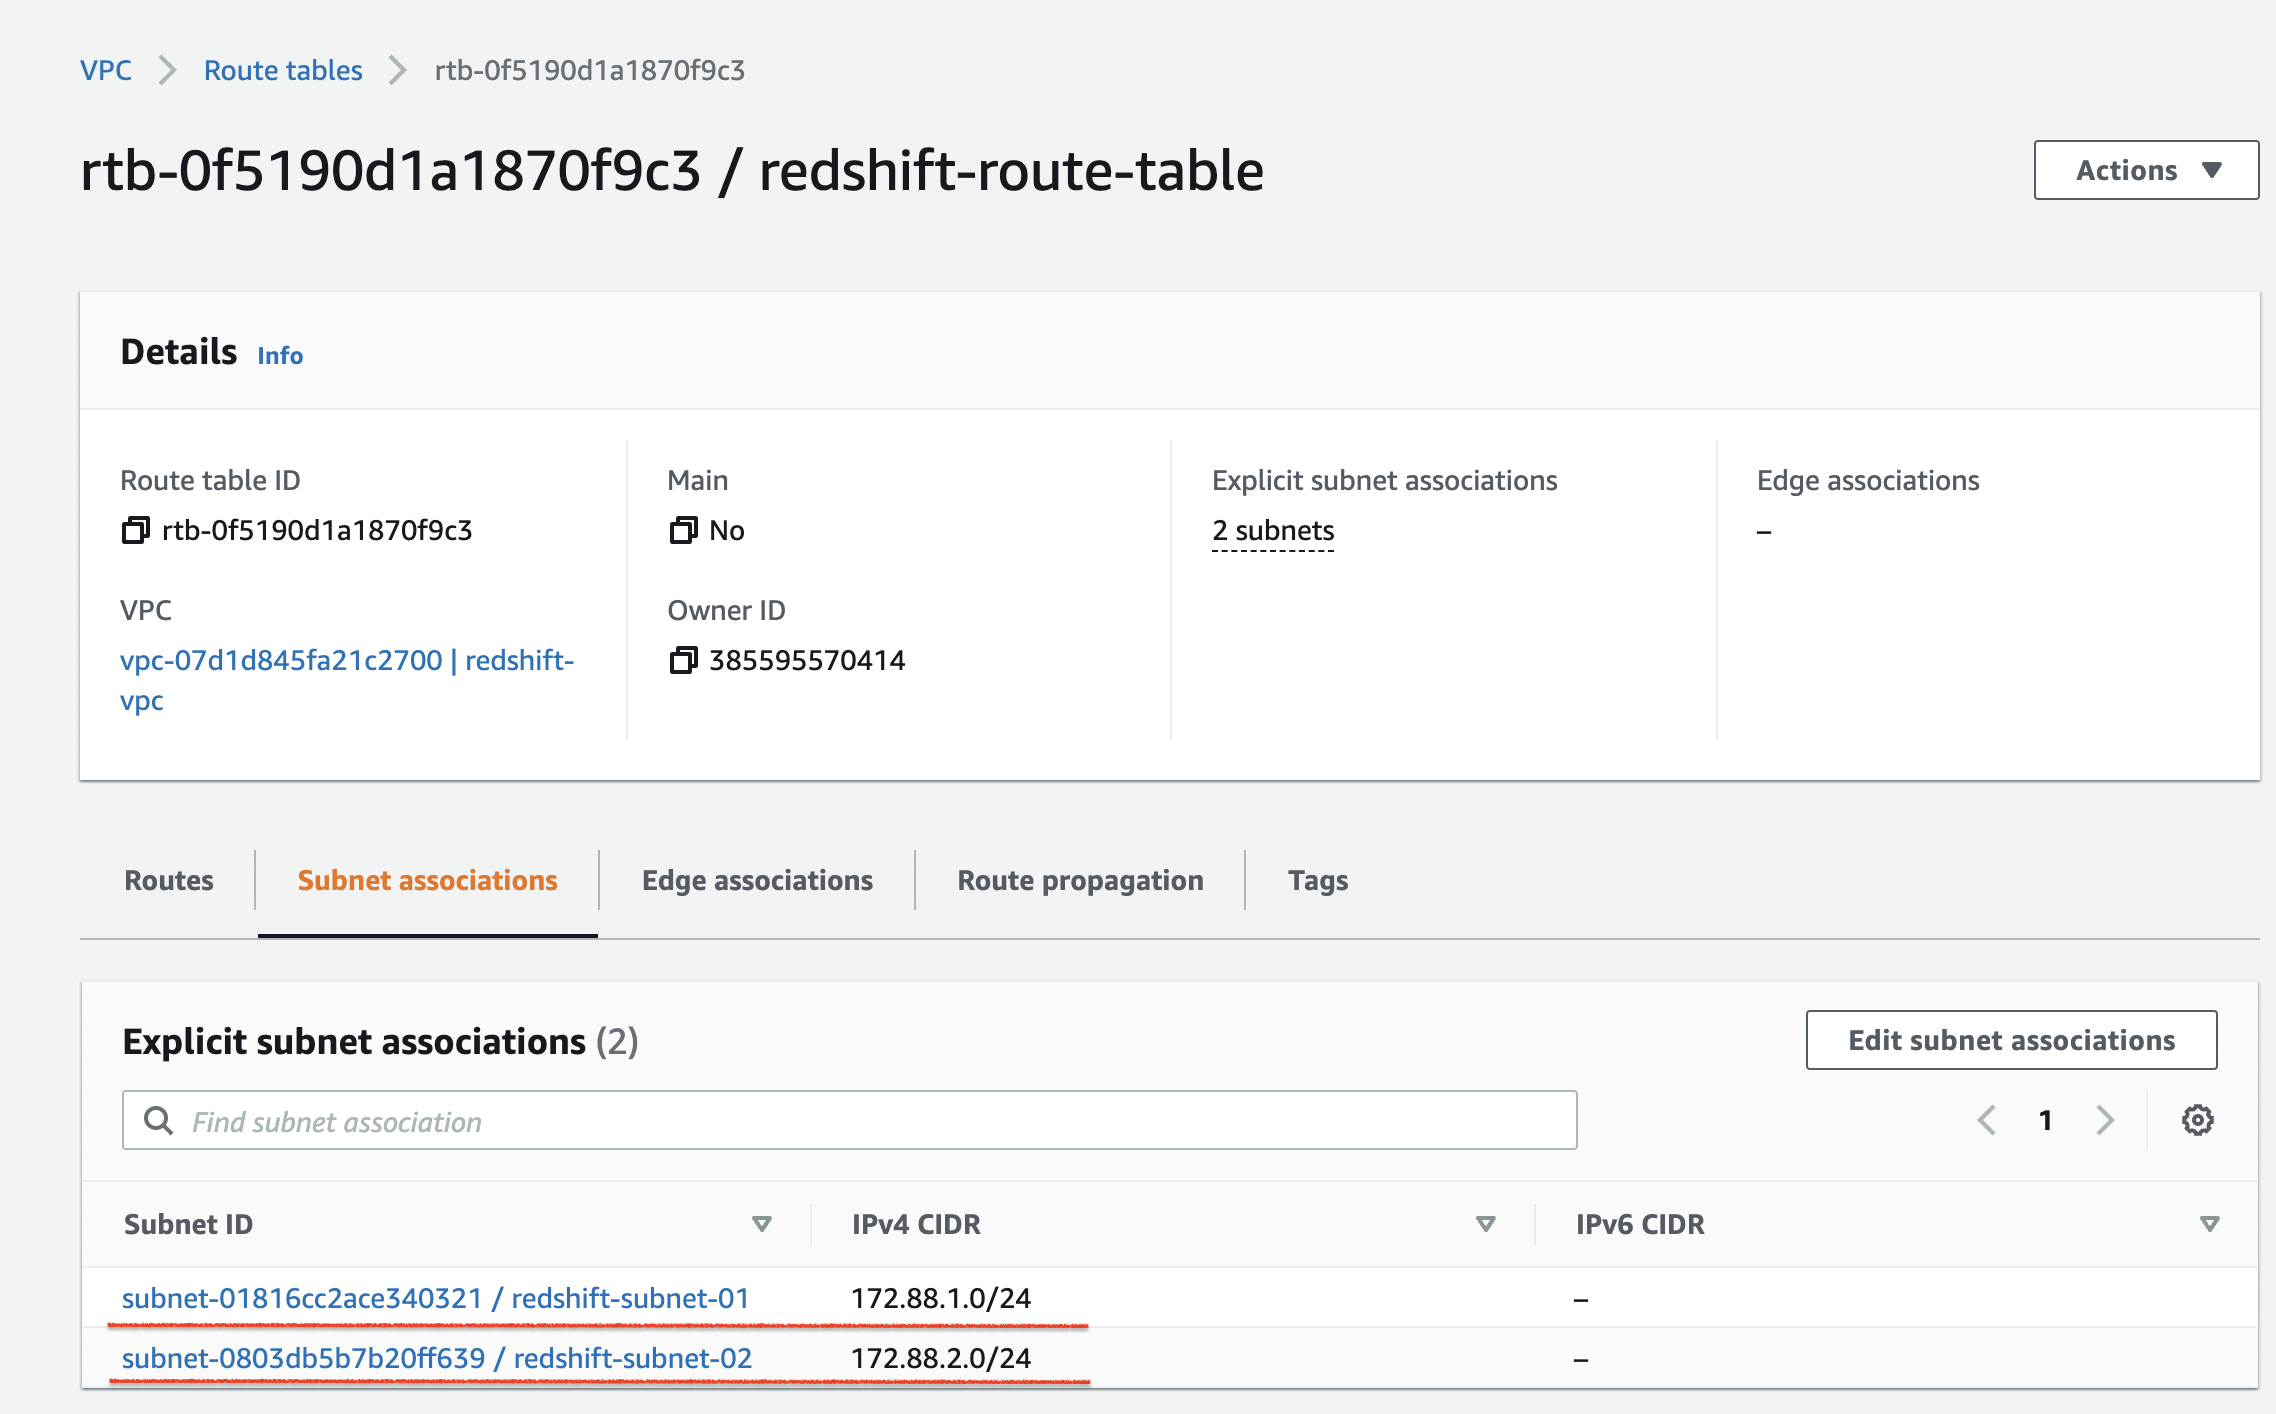 VPC > Route tables > rtb-0f5190d1a1870f9c3
rtb-0f5190d1a1870f9c3 / redshift-route-table
Actions
Details Info
Route table ID
rtb-0f5190d1a1870f9c3
Main
No
Explicit subnet associations
2 subnets
Edge associations
–
VPC
vpc-07d1d845fa21c2700 | redshift-
vpc
Owner ID
385595570414
Routes
Subnet associations
Edge associations
Route propagation
Tags
Explicit subnet associations (2)
Edit subnet associations
Find subnet association
1
Subnet ID IPv4 CIDR IPv6 CIDR
subnet-01816cc2ace340321 / redshift-subnet-01 172.88.1.0/24 –
subnet-0803db5b7b20ff639 / redshift-subnet-02 172.88.2.0/24 –